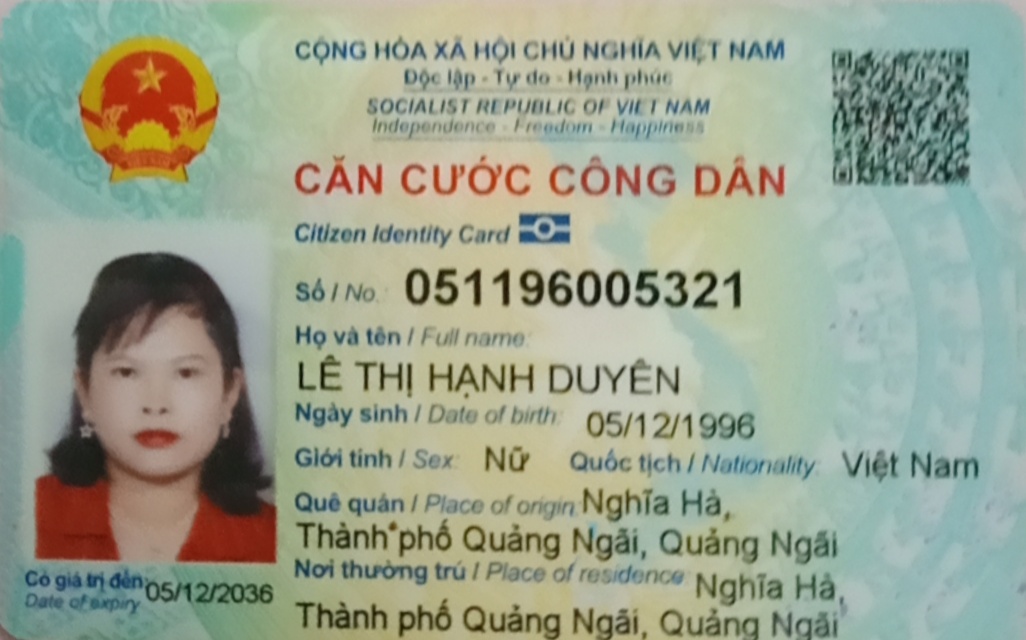 CỘNG HÒA XÃ HỘI CHỦ NGHĨA VIỆT NAM
Độc lập - Tự do - Hạnh phúc
SOCIALIST REPUBLIC OF VIET NAM
Independence - Freedom - Happiness
CĂN CƯỚC CÔNG DÂN
Citizen Identity Card
Số / No.: 051196005321
Họ và tên / Full name:
LÊ THỊ HẠNH DUYÊN
Ngày sinh / Date of birth: 05/12/1996
Giới tính / Sex: Nữ Quốc tịch / Nationality: Việt Nam
Quê quán / Place of origin: Nghĩa Hà,
Thành phố Quảng Ngãi, Quảng Ngãi
Nơi thường trú / Place of residence: Nghĩa Hà,
Thành phố Quảng Ngãi, Quảng Ngãi
Có giá trị đến: 05/12/2036
Date of expiry